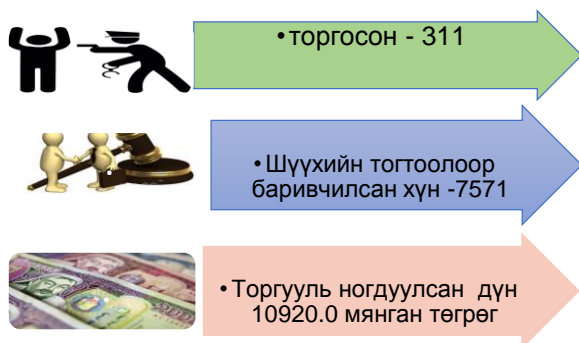 •торгосон - 311
•Шүүхийн тогтоолоор
баривчилсан хүн -7571
•Торгууль ногдуулсан дүн
10920.0 мянган төгрөг